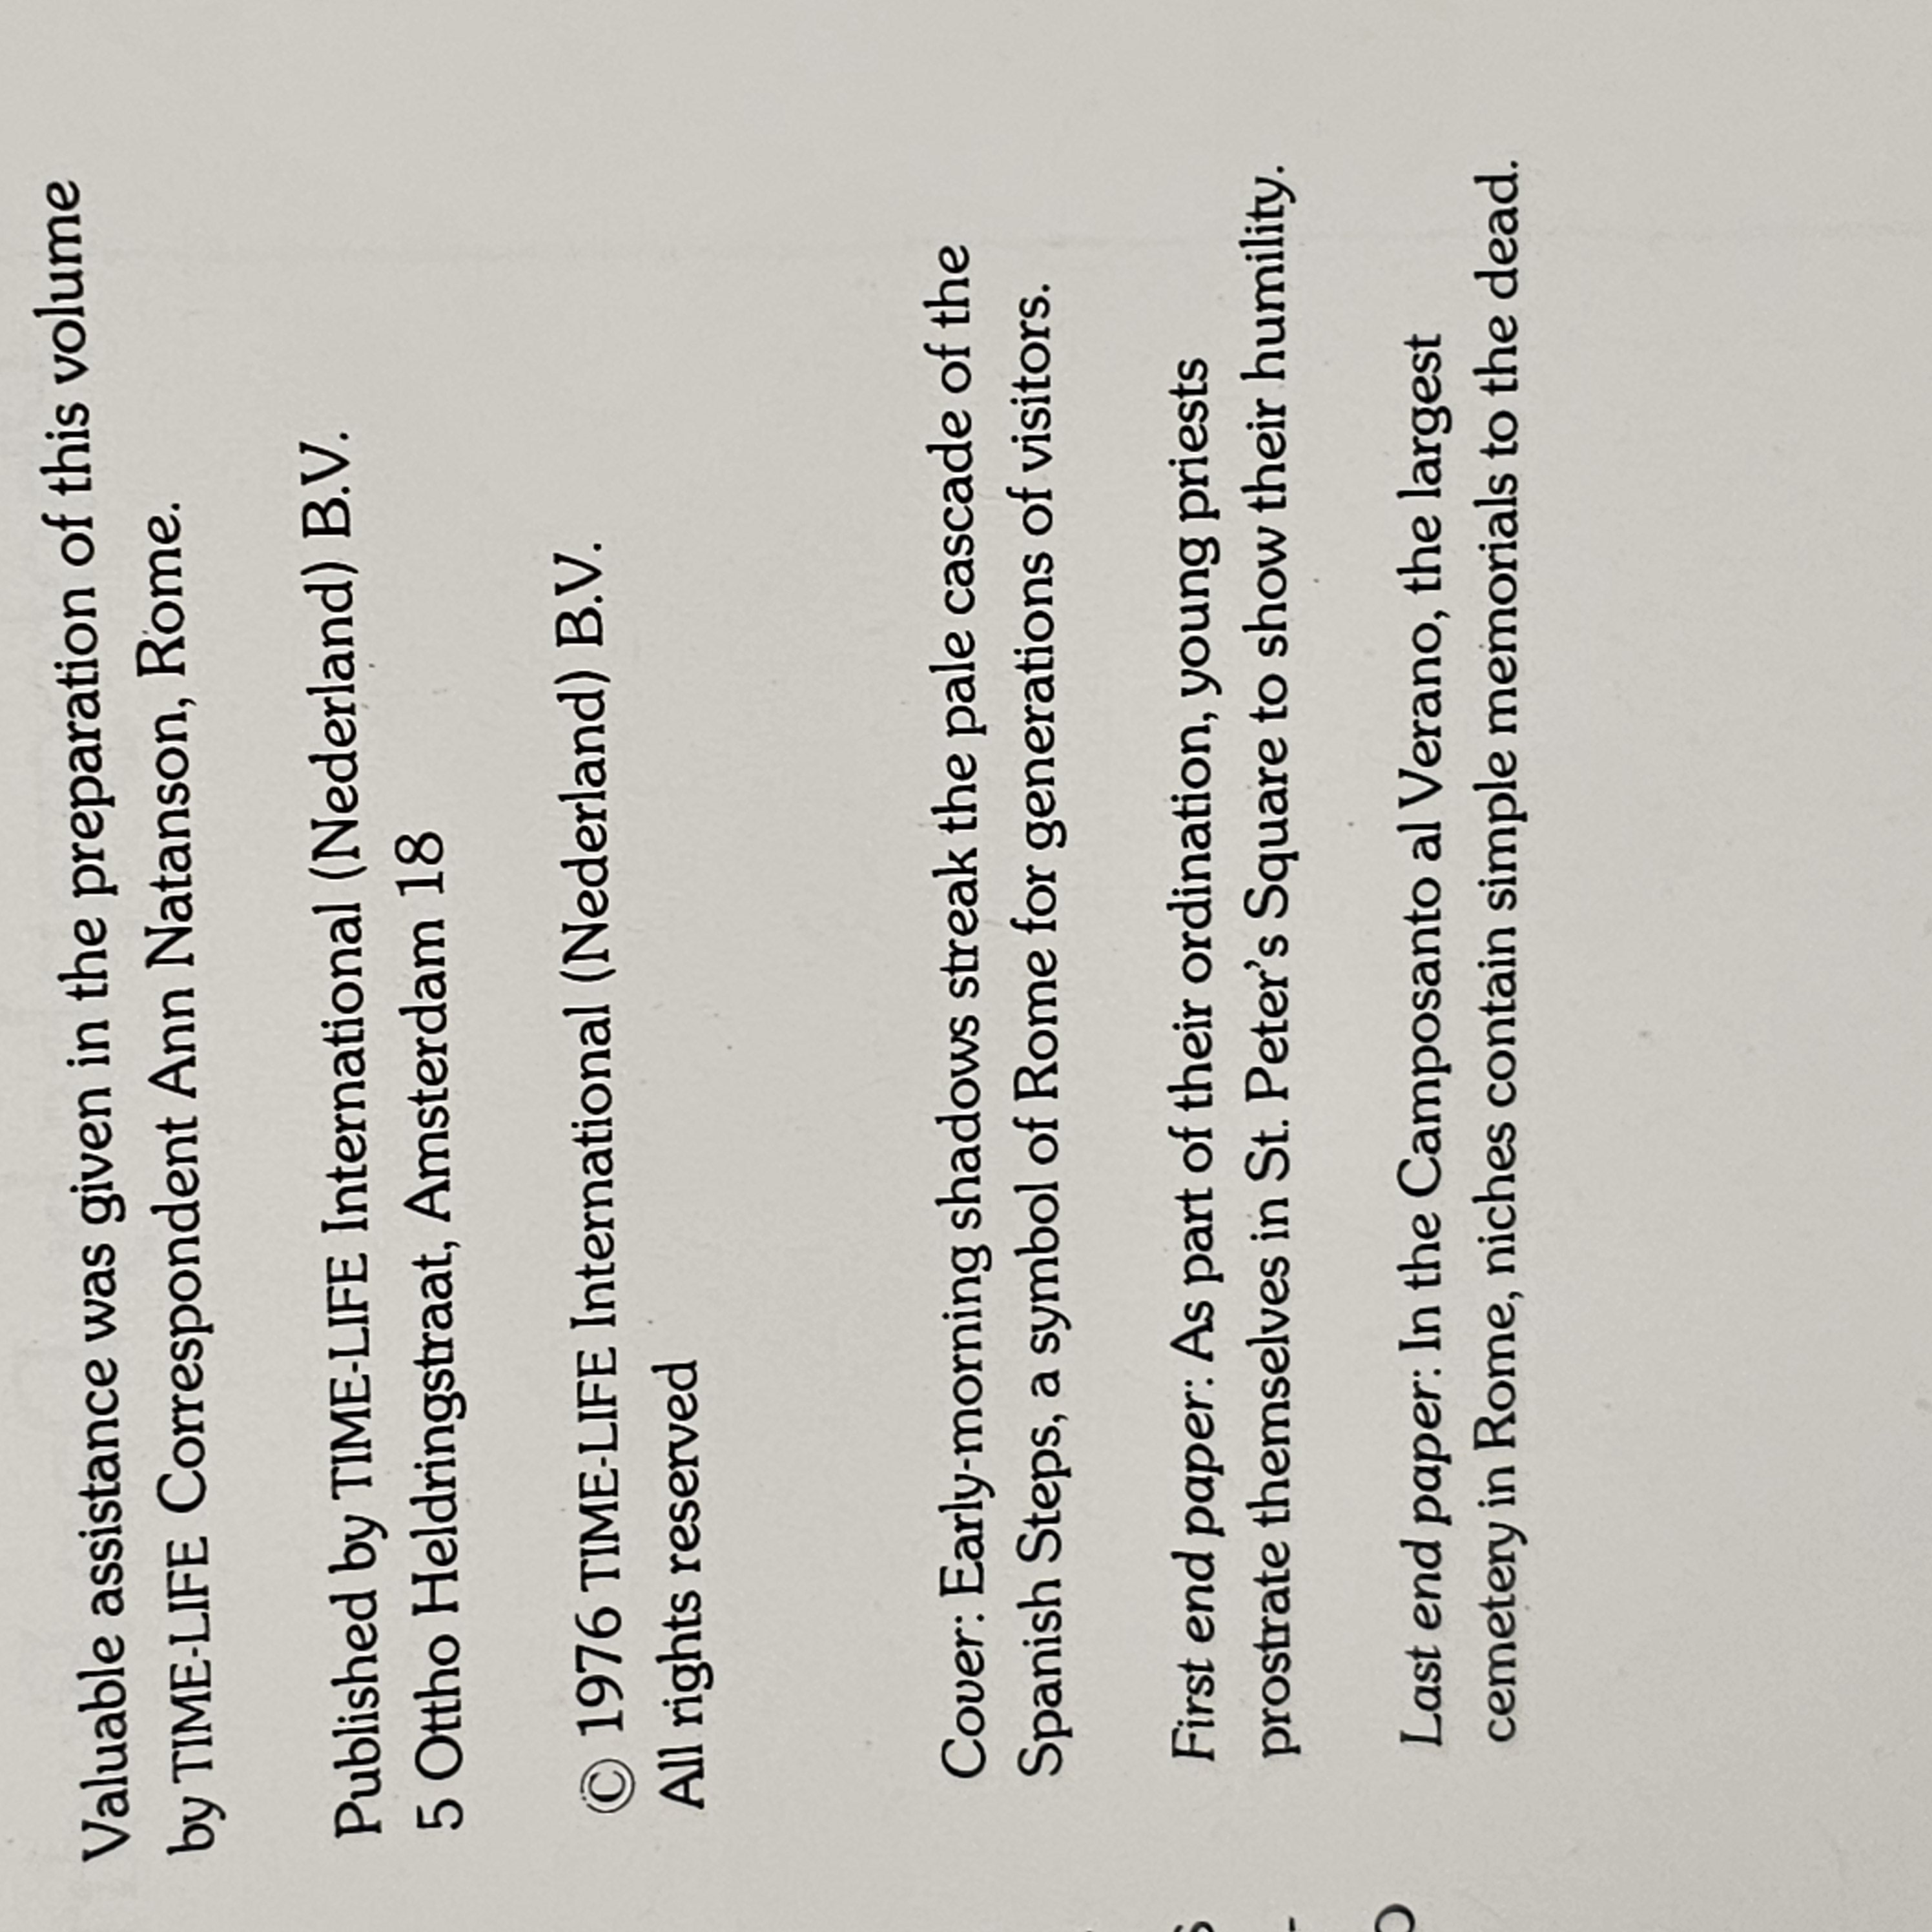 Valuable assistance was given in the preparation of this volume
by TIME-LIFE Correspondent Ann Natanson, Rome.
Published by TIME-LIFE International (Nederland) B.V.
5 Ottho Heldringstraat, Amsterdam 18
© 1976 TIME-LIFE International (Nederland) B.V.
All rights reserved
Cover: Early-morning shadows streak the pale cascade of the
Spanish Steps, a symbol of Rome for generations of visitors.
First end paper: As part of their ordination, young priests
prostrate themselves in St. Peter's Square to show their humility.
Last end paper: In the Camposanto al Verano, the largest
cemetery in Rome, niches contain simple memorials to the dead.